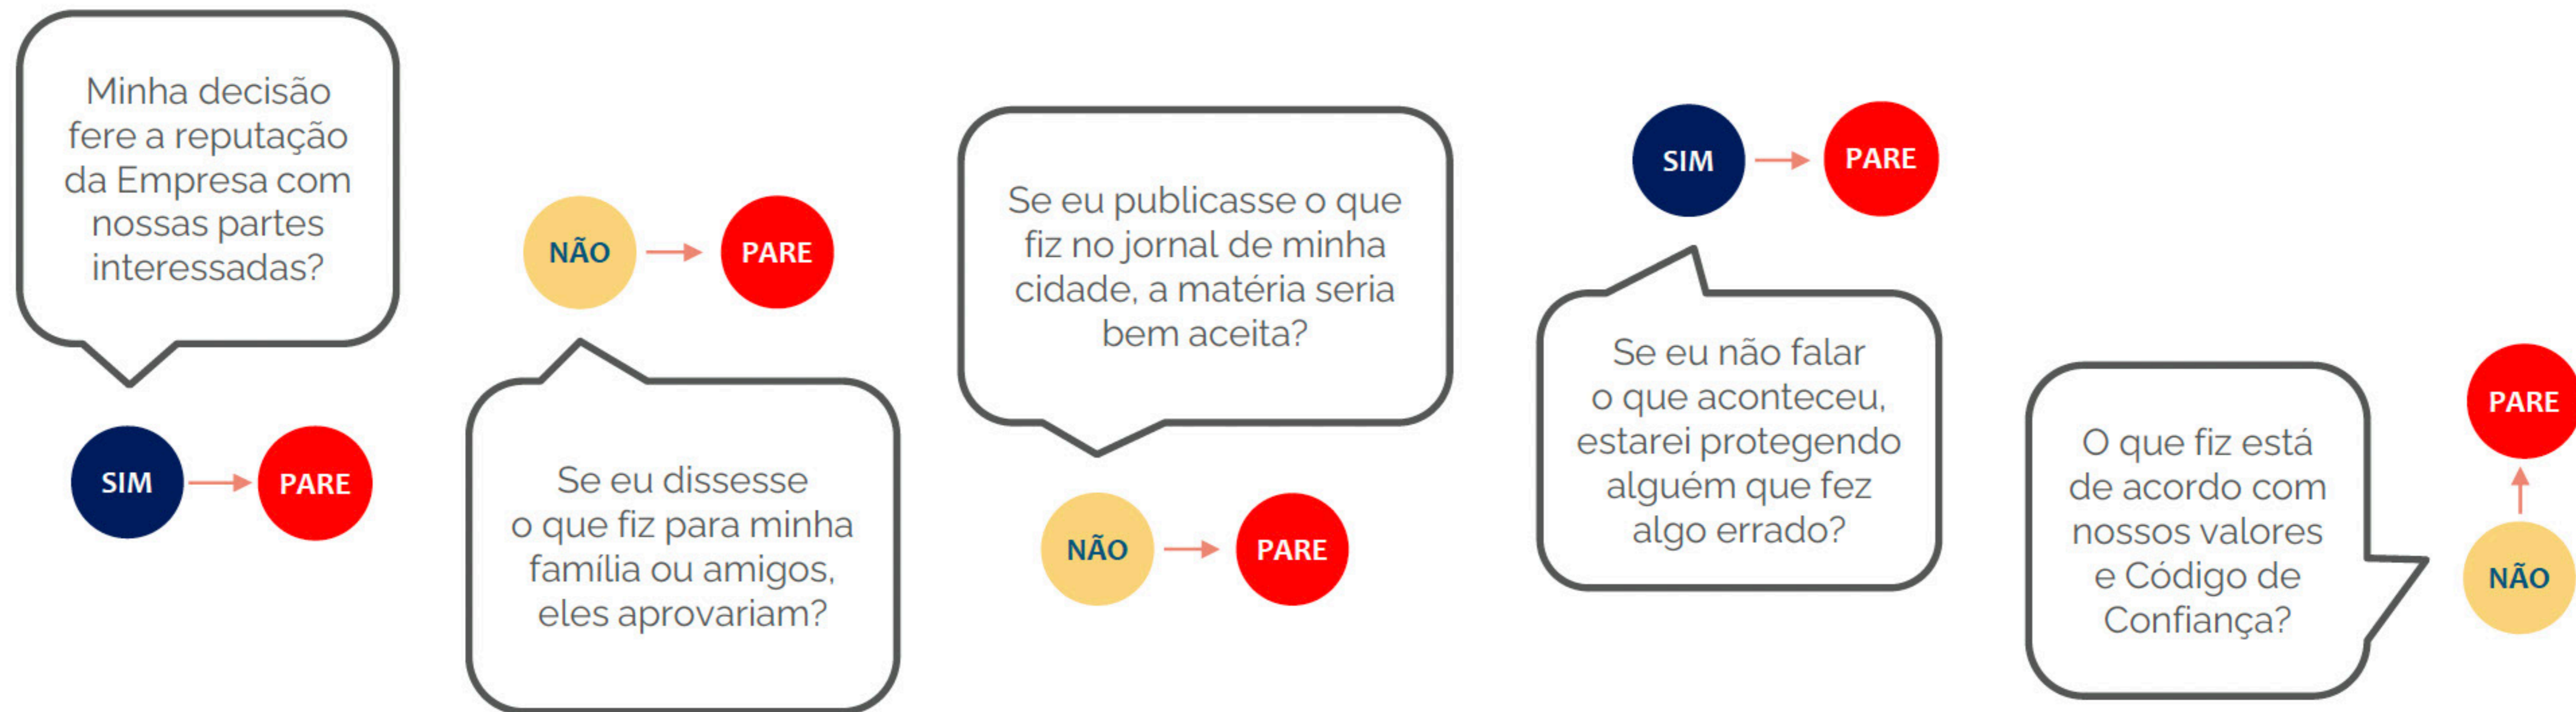 Minha decisão
fere a reputação
da Empresa com
nossas partes
interessadas?
SIM
PARE
NÃO
PARE
Se eu dissesse
o que fiz para minha
família ou amigos,
eles aprovariam?
Se eu publicasse o que
fiz no jornal de minha
cidade, a matéria seria
bem aceita?
NÃO
PARE
SIM
PARE
Se eu não falar
o que aconteceu,
estarei protegendo
alguém que fez
algo errado?
O que fiz está
de acordo com
nossos valores
e Código de
Confiança?
PARE
NÃO